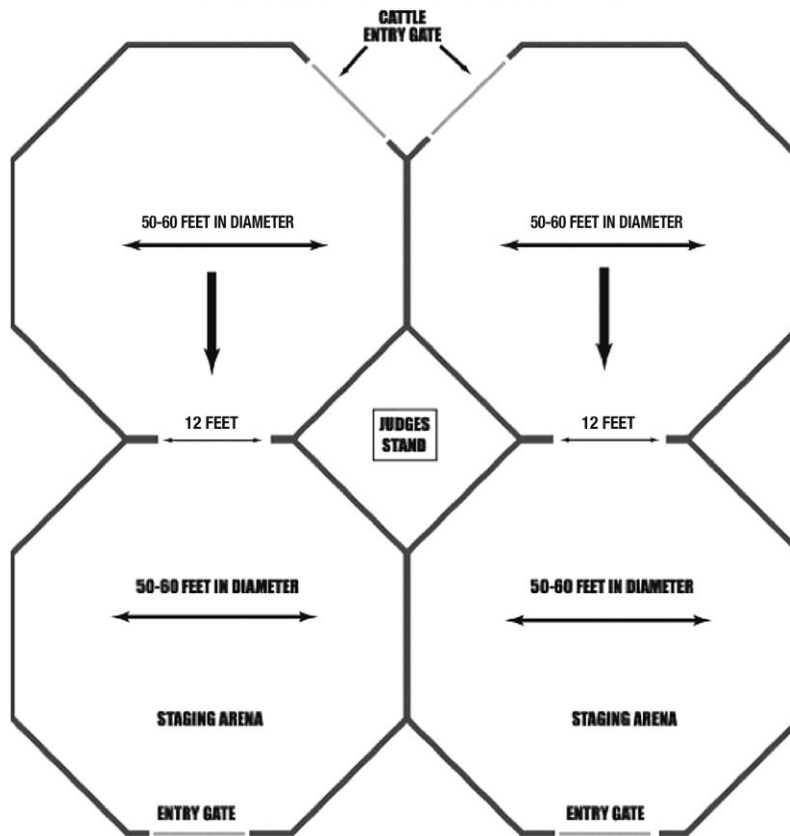 CATTLE
ENTRY GATE
50-60 FEET IN DIAMETER
50-60 FEET IN DIAMETER
12 FEET
JUDGES
STAND
12 FEET
50-60 FEET IN DIAMETER
50-60 FEET IN DIAMETER
STAGING ARENA
STAGING ARENA
ENTRY GATE
ENTRY GATE